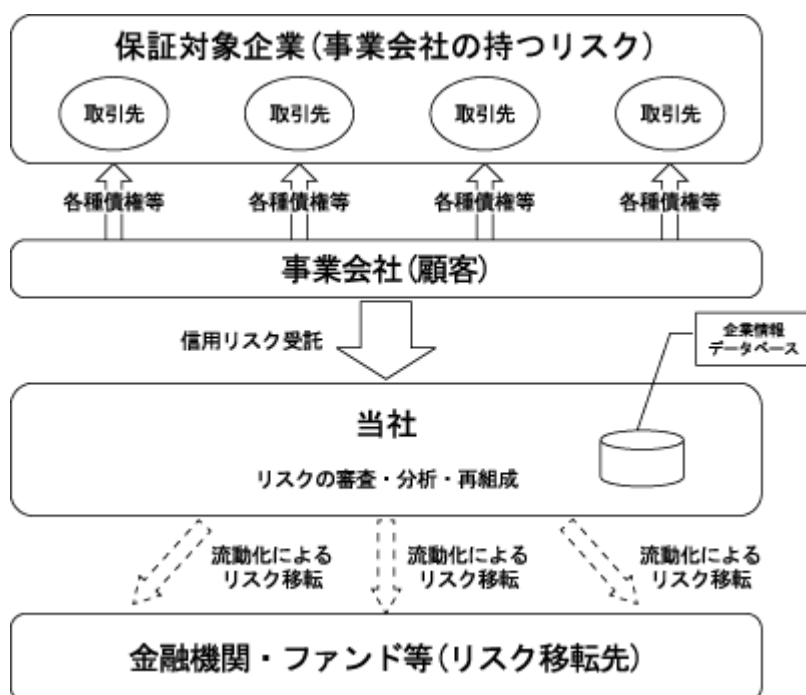 保証対象企業(事業会社の持つリスク)
取引先 取引先 取引先 取引先
各種債権等 各種債権等 各種債権等 各種債権等
事業会社(顧客)
信用リスク受託
企業情報
データベース
当社
リスクの審査・分析・再組成
流動化による 流動化による 流動化による
リスク移転 リスク移転 リスク移転
金融機関・ファンド等(リスク移転先)